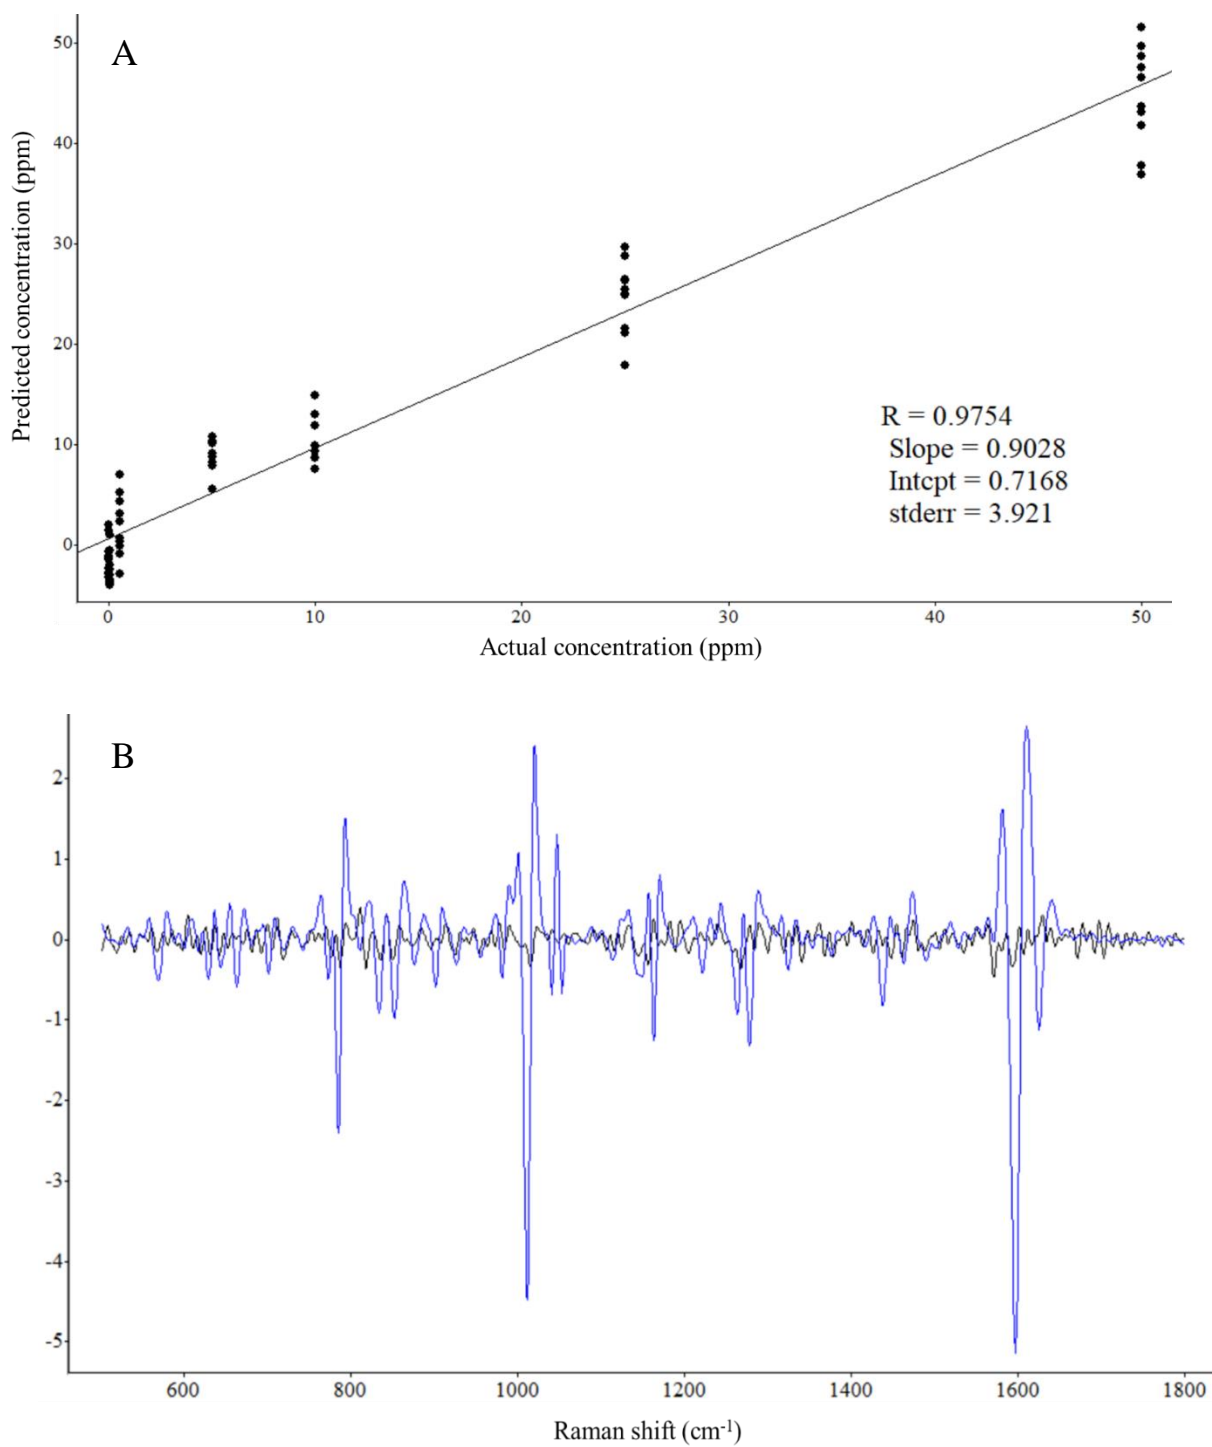 A
50
40
30
20
10
0
Predicted concentration (ppm)
R = 0.9754
Slope = 0.9028
Intcpt = 0.7168
stderr = 3.921
0 10 20 30 40 50
Actual concentration (ppm)
B
2
1
0
-1
-2
-3
-4
-5
600 800 1000 1200 1400 1600 1800
Raman shift (cm⁻¹)